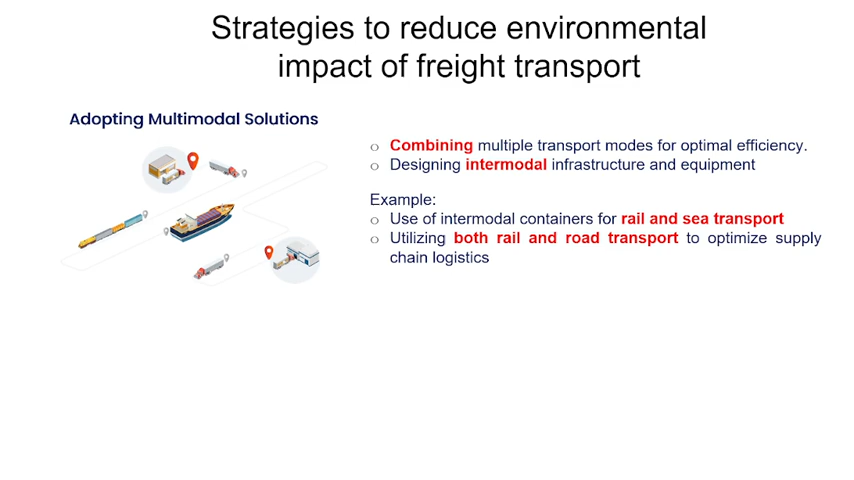 Strategies to reduce environmental
impact of freight transport
Adopting Multimodal Solutions
o Combining multiple transport modes for optimal efficiency.
o Designing intermodal infrastructure and equipment
Example:
o Use of intermodal containers for rail and sea transport
o Utilizing both rail and road transport to optimize supply
chain logistics